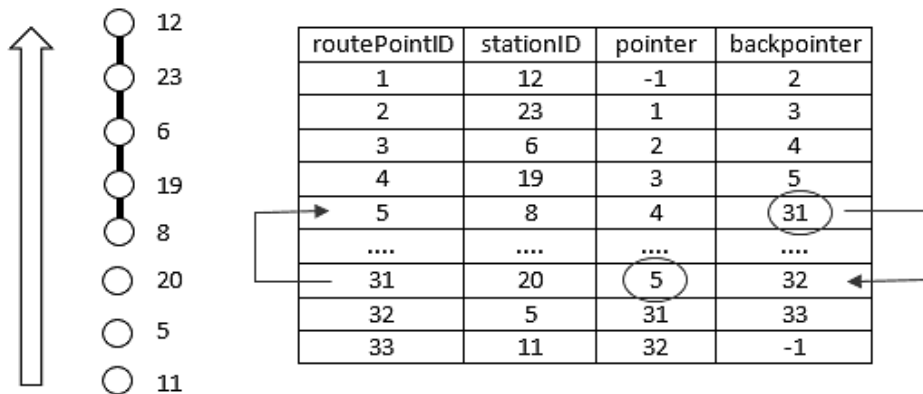 12
23
6
19
8
20
5
11
routePointID stationID pointer backpointer
1 12 -1 2
2 23 1 3
3 6 2 4
4 19 3 5
5 8 4 31
.... .... .... ....
31 20 5 32
32 5 31 33
33 11 32 -1